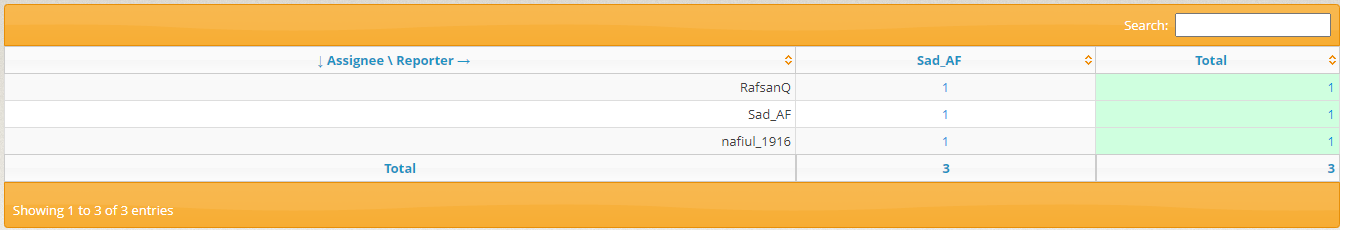 Search:
↓ Assignee \ Reporter → Sad_AF Total
RafsanQ 1 1
Sad_AF 1 1
nafiul_1916 1 1
Total 3 3
Showing 1 to 3 of 3 entries